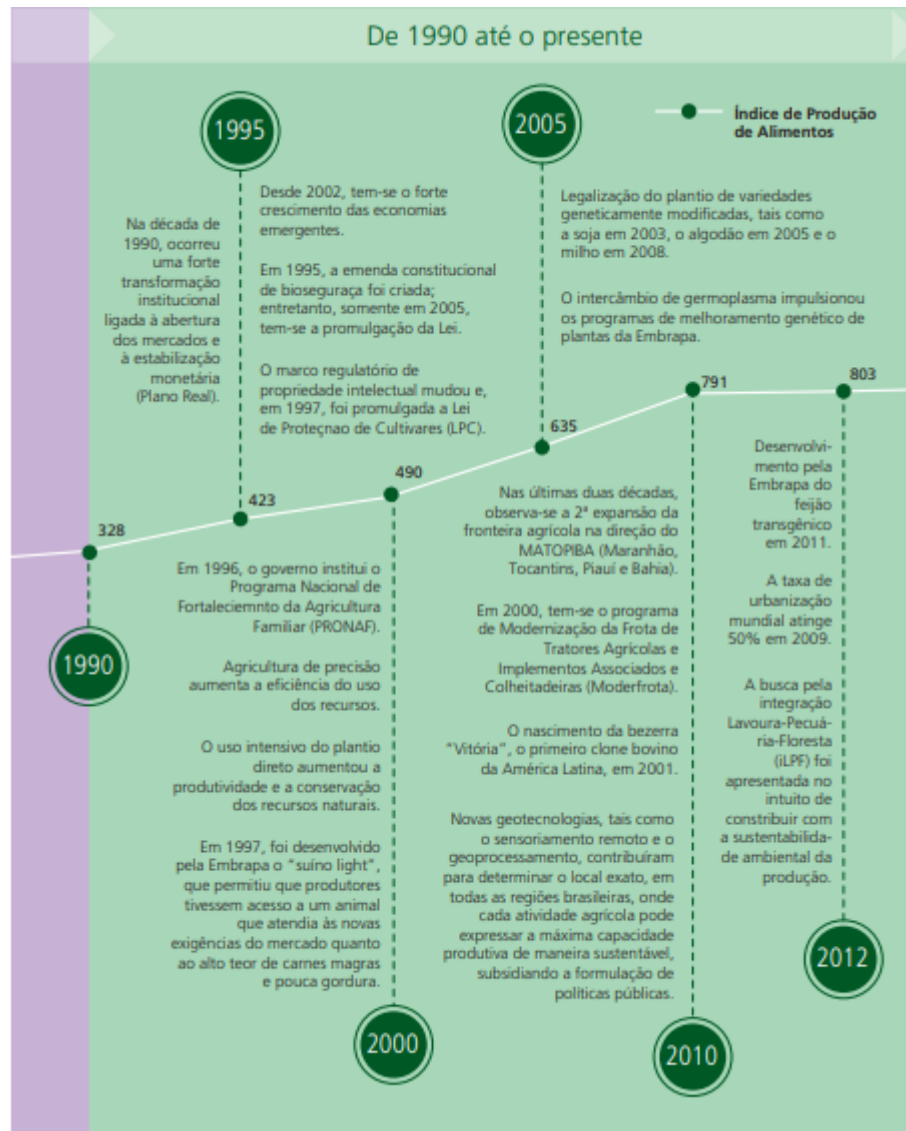 De 1990 até o presente
1995
2005
Índice de Produção
de Alimentos
Na década de
1990, ocorreu
uma forte
transformação
institucional
ligada à abertura
dos mercados e
à estabilização
monetária
(Plano Real).
Desde 2002, tem-se o forte
crescimento das economias
emergentes.
Em 1995, a emenda constitucional
de bioseguraça foi criada;
entretanto, somente em 2005,
tem-se a promulgação da Lei.
O marco regulatório de
propriedade intelectual mudou e,
em 1997, foi promulgada a Lei
de Proteçnao de Cultivares (LPC).
Legalização do plantio de variedades
geneticamente modificadas, tais como
a soja em 2003, o algodão em 2005 e o
milho em 2008.
O intercâmbio de germoplasma impulsionou
os programas de melhoramento genético de
plantas da Embrapa.
328
423
490
635
791
803
1990
Em 1996, o governo institui o
Programa Nacional de
Fortaleciemnto da Agricultura
Familiar (PRONAF).
Agricultura de precisão
aumenta a eficiência do uso
dos recursos.
O uso intensivo do plantio
direto aumentou a
produtividade e a conservação
dos recursos naturais.
Em 1997, foi desenvolvido
pela Embrapa o "suíno light",
que permitiu que produtores
tivessem acesso a um animal
que atendia às novas
exigências do mercado quanto
ao alto teor de carnes magras
e pouca gordura.
2000
Nas últimas duas décadas,
observa-se a 2ª expansão da
fronteira agrícola na direção do
MATOPIBA (Maranhão,
Tocantins, Piauí e Bahia).
Em 2000, tem-se o programa
de Modernização da Frota de
Tratores Agrícolas e
Implementos Associados e
Colheitadeiras (Moderfrota).
O nascimento da bezerra
"Vitória", o primeiro clone bovino
da América Latina, em 2001.
Novas geotecnologias, tais como
o sensoriamento remoto e o
geoprocessamento, contribuíram
para determinar o local exato, em
todas as regiões brasileiras, onde
cada atividade agrícola pode
expressar a máxima capacidade
produtiva de maneira sustentável,
subsidiando a formulação de
políticas públicas.
2010
Desenvolvi-
mento pela
Embrapa do
feijão
transgênico
em 2011.
A taxa de
urbanização
mundial atinge
50% em 2009.
A busca pela
integração
Lavoura-Pecuá-
ria-Floresta
(iLPF) foi
apresentada no
intuito de
constribuir com
a sustentabilida-
de ambiental da
produção.
2012